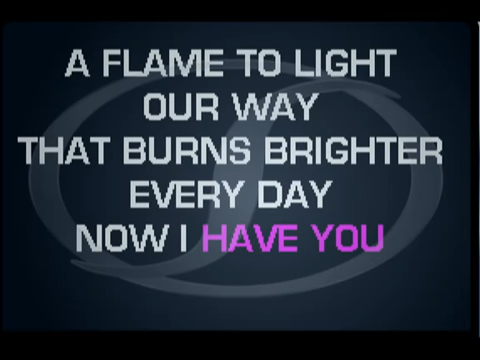 A FLAME TO LIGHT
OUR WAY
THAT BURNS BRIGHTER
EVERY DAY
NOW I HAVE YOU